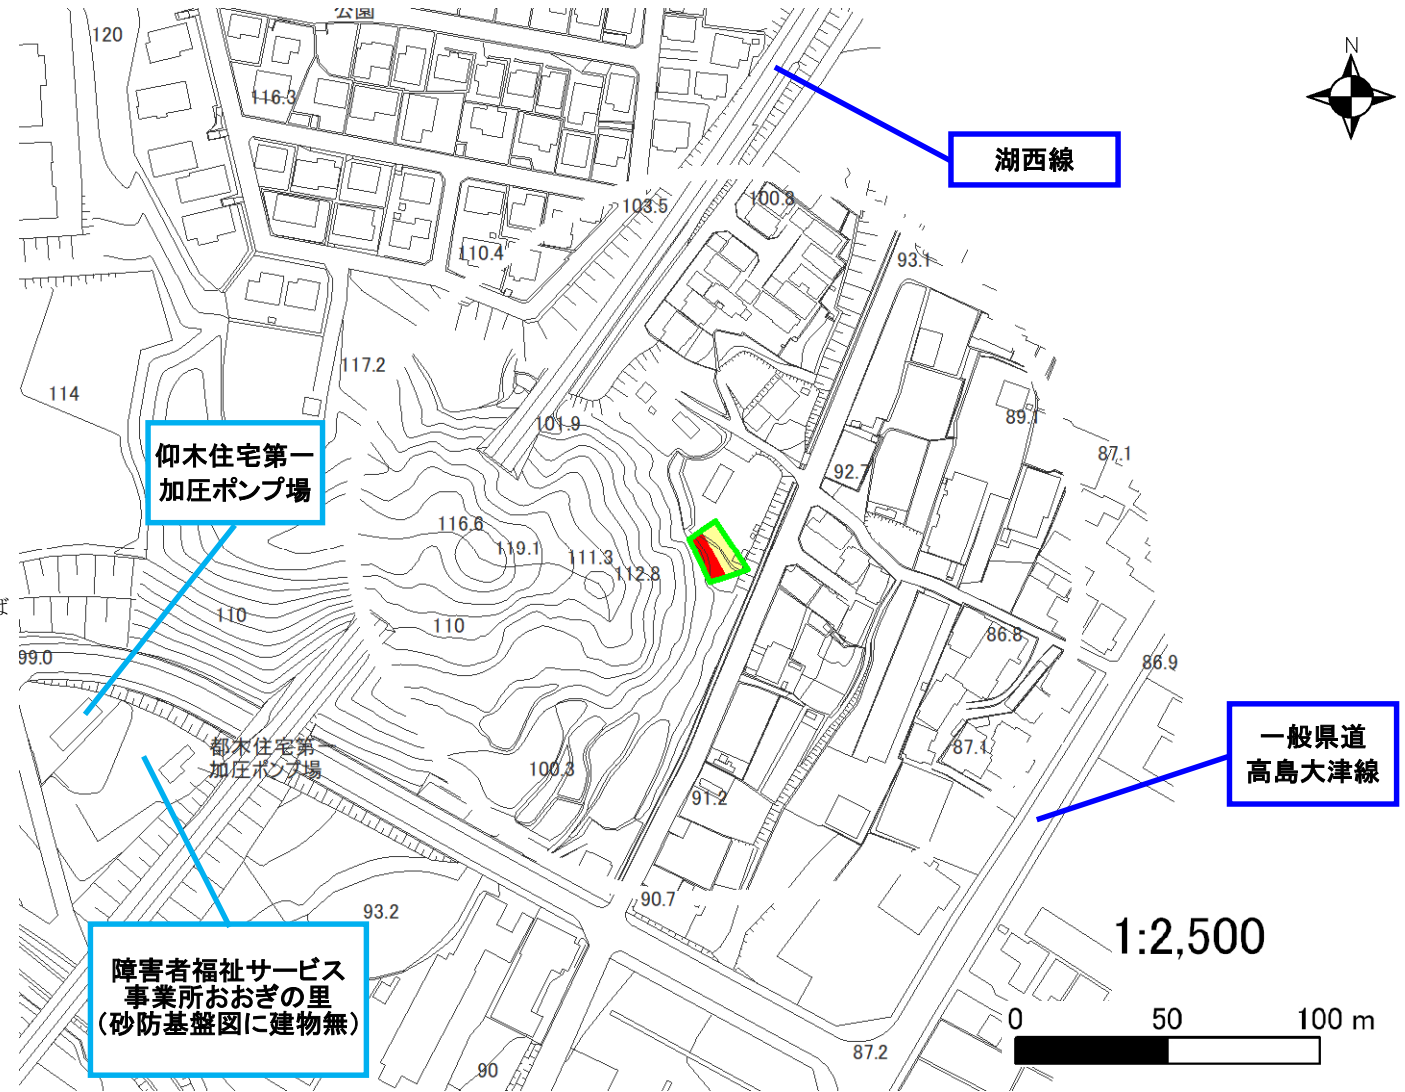 公園
120
N
116.3
湖西線
103.5
100.8
110.4
93.1
117.2
114
89.1
101.9
87.1
仰木住宅第一
加圧ポンプ場
92.7
116.6
119.1
111.3
112.8
ば
110
110
86.8
99.0
86.9
都木住宅第一
加圧ポンプ場
87.1
一般県道
高島大津線
100.3
91.2
90.7
93.2
1:2,500
障害者福祉サービス
事業所おおぎの里
（砂防基盤図に建物無）
0 50 100 m
87.2
90